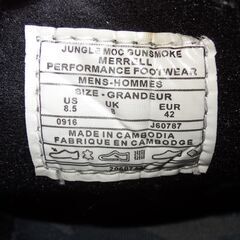 JUNGLE MOC GUNSMOKE
MERRELL
PERFORMANCE FOOTWEAR
MENS-HOMMES
SIZE - GRANDEUR
US UK EUR
8.5 8 42
0916 J60787
MADE IN CAMBODIA
FABRIQUE EN CAMBODGE